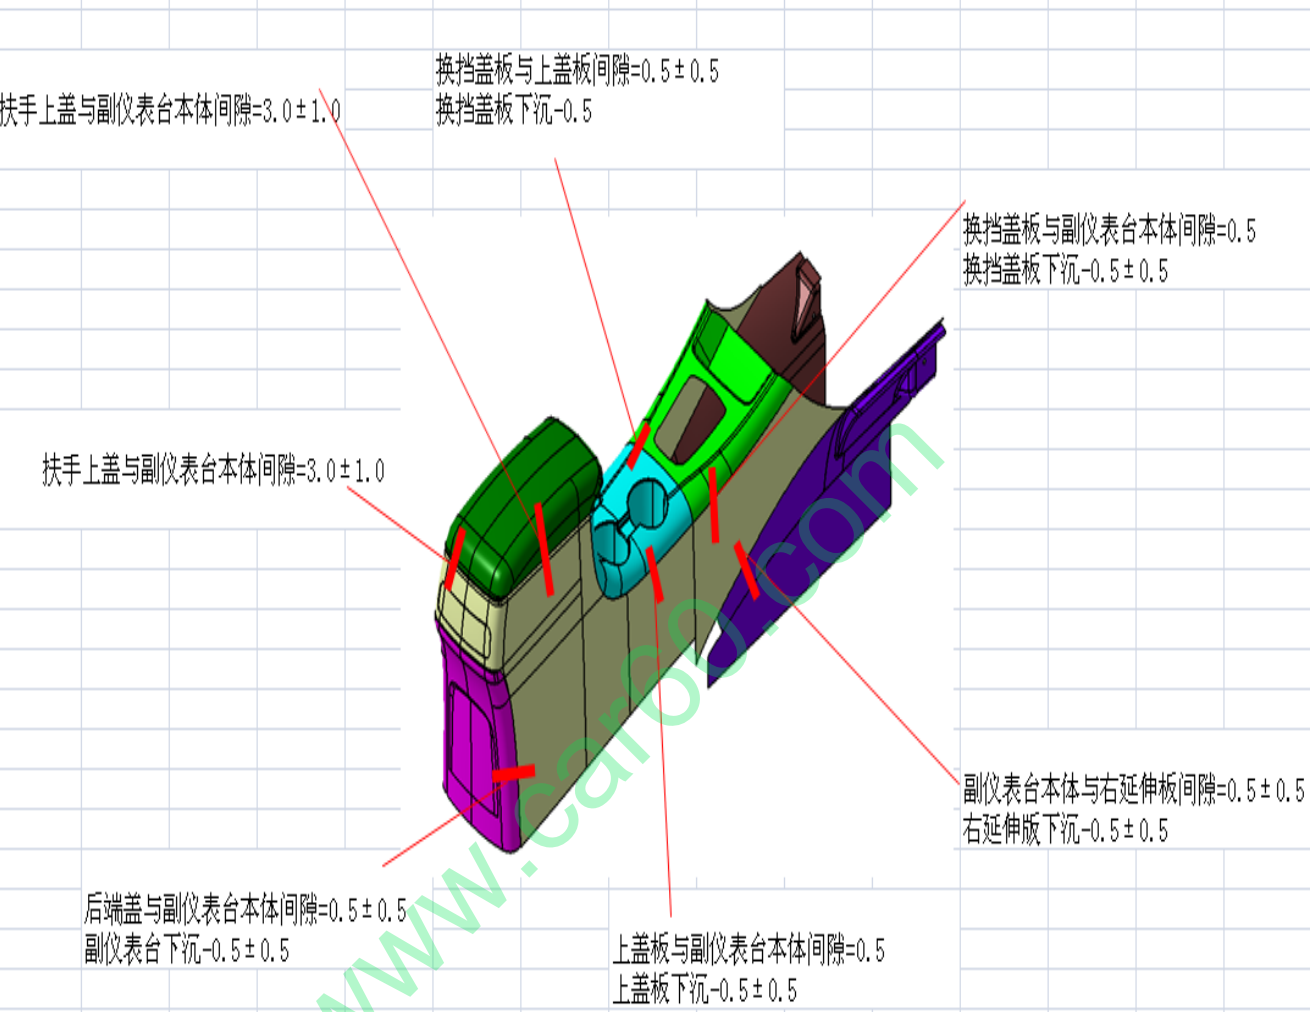 换挡盖板与上盖板间隙=0.5±0.5
换挡盖板下沉-0.5
扶手上盖与副仪表台本体间隙=3.0±1.0
换挡盖板与副仪表台本体间隙=0.5
换挡盖板下沉-0.5±0.5
扶手上盖与副仪表台本体间隙=3.0±1.0
副仪表台本体与右延伸板间隙=0.5±0.5
右延伸版下沉-0.5±0.5
后端盖与副仪表台本体间隙=0.5±0.5
副仪表台下沉-0.5±0.5
上盖板与副仪表台本体间隙=0.5
上盖板下沉-0.5±0.5
www.car60.com